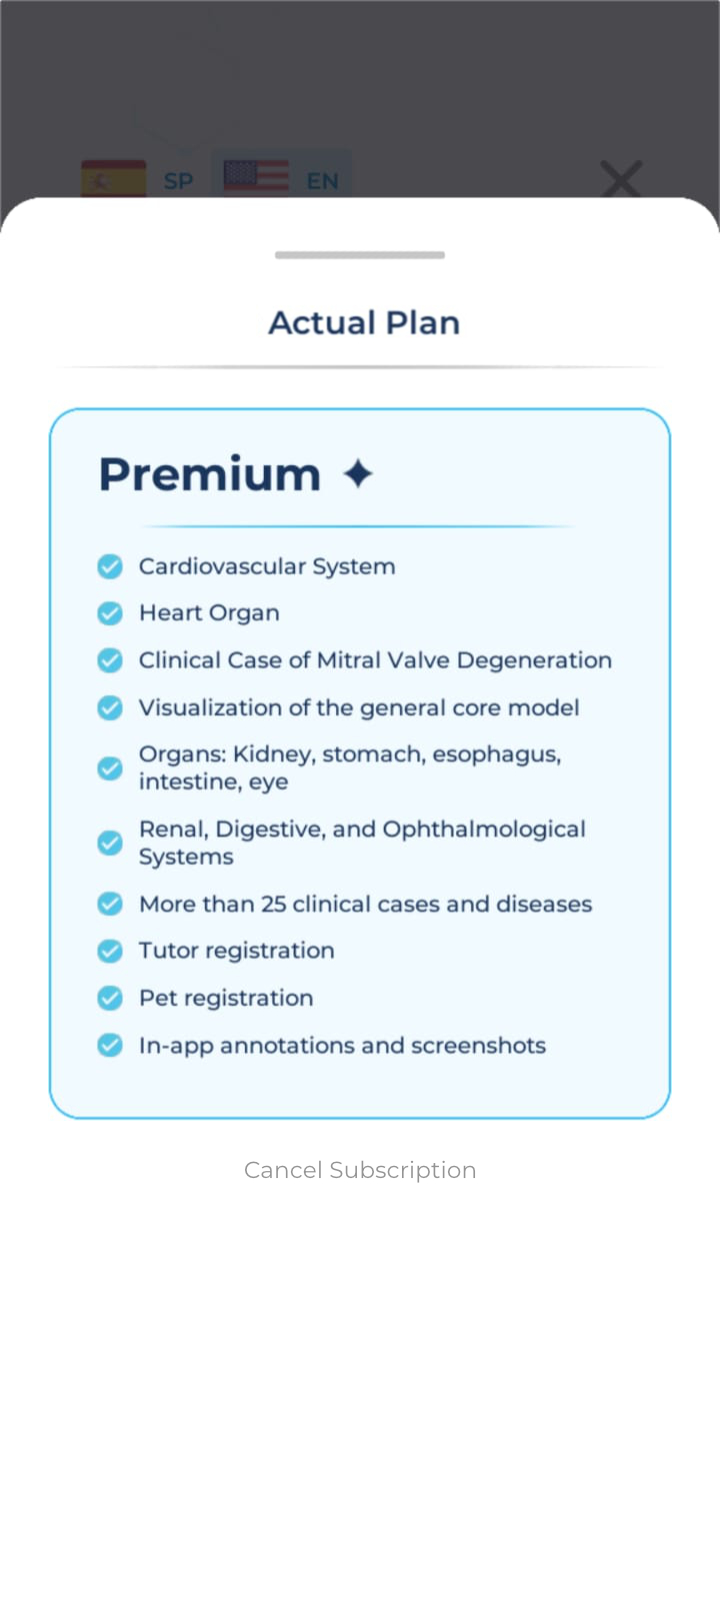 SP
EN
Actual Plan
Premium
Cardiovascular System
Heart Organ
Clinical Case of Mitral Valve Degeneration
Visualization of the general core model
Organs: Kidney, stomach, esophagus,
intestine, eye
Renal, Digestive, and Ophthalmological
Systems
More than 25 clinical cases and diseases
Tutor registration
Pet registration
In-app annotations and screenshots
Cancel Subscription